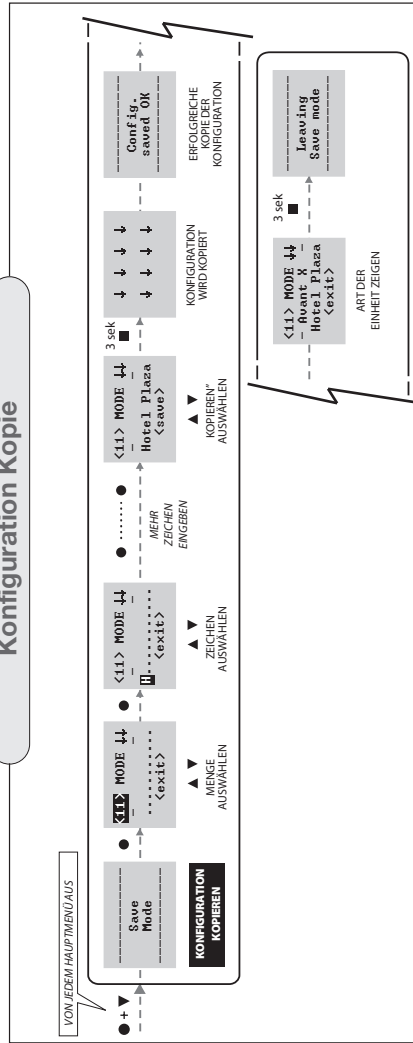 Konfiguration Kopie
VON JEDEM HAUPTMENÜ AUS
● + ▼
Save
Mode
KONFIGURATION
KOPIEREN
●
<11> MODE
<exit>
▲ ▼
MENGE
AUSWÄHLEN
●
<11> MODE
H
<exit>
▲ ▼
ZEICHEN
AUSWÄHLEN
● ........ ●
MEHR
ZEICHEN
EINGEBEN
<11> MODE
Hotel Plaza
<save>
▲ ▼
KOPIEREN"
AUSWÄHLEN
3 sek
KONFIGURATION
WIRD KOPIERT
Config.
saved OK
ERFOLGREICHE
KOPIE DER
KONFIGURATION
<11> MODE
Avant X
Hotel Plaza
<exit>
ART DER
EINHEIT ZEIGEN
3 sek
Leaving
Save mode